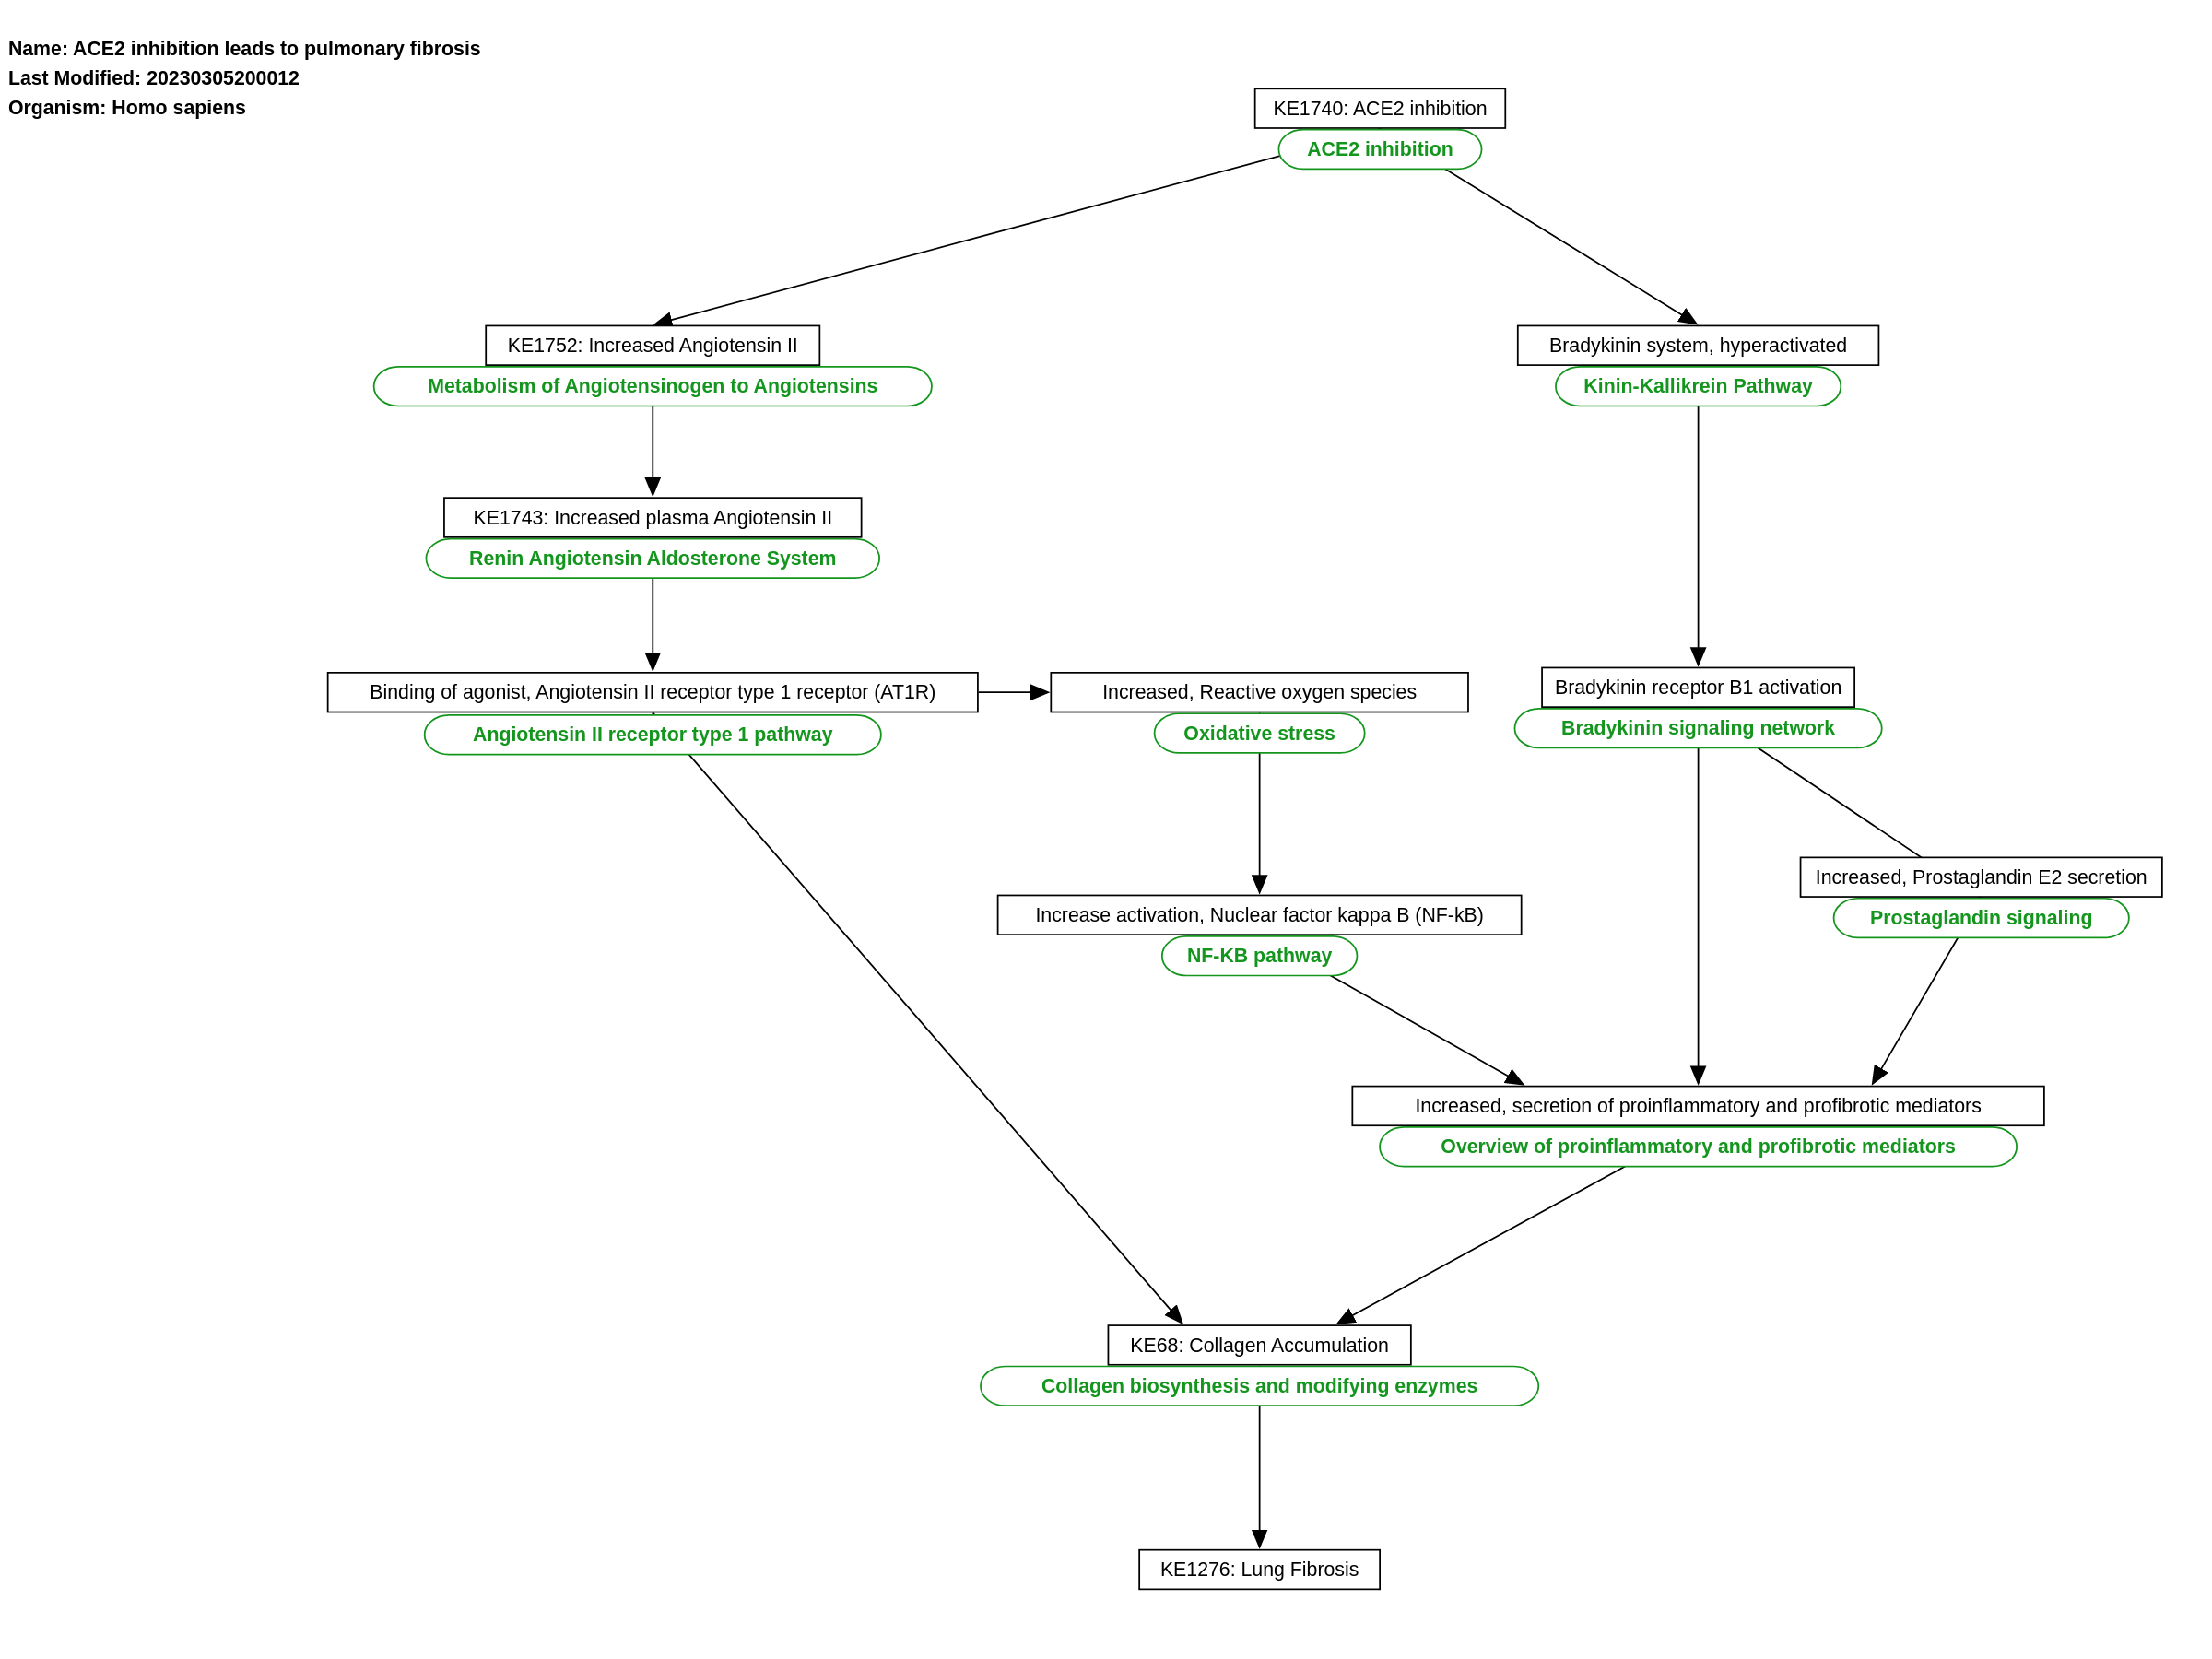 Name: ACE2 inhibition leads to pulmonary fibrosis
Last Modified: 20230305200012
Organism: Homo sapiens
KE1740: ACE2 inhibition
ACE2 inhibition
KE1752: Increased Angiotensin II
Metabolism of Angiotensinogen to Angiotensins
Bradykinin system, hyperactivated
Kinin-Kallikrein Pathway
KE1743: Increased plasma Angiotensin II
Renin Angiotensin Aldosterone System
Binding of agonist, Angiotensin II receptor type 1 receptor (AT1R)
Angiotensin II receptor type 1 pathway
Increased, Reactive oxygen species
Oxidative stress
Bradykinin receptor B1 activation
Bradykinin signaling network
Increased, Prostaglandin E2 secretion
Prostaglandin signaling
Increase activation, Nuclear factor kappa B (NF-kB)
NF-KB pathway
Increased, secretion of proinflammatory and profibrotic mediators
Overview of proinflammatory and profibrotic mediators
KE68: Collagen Accumulation
Collagen biosynthesis and modifying enzymes
KE1276: Lung Fibrosis